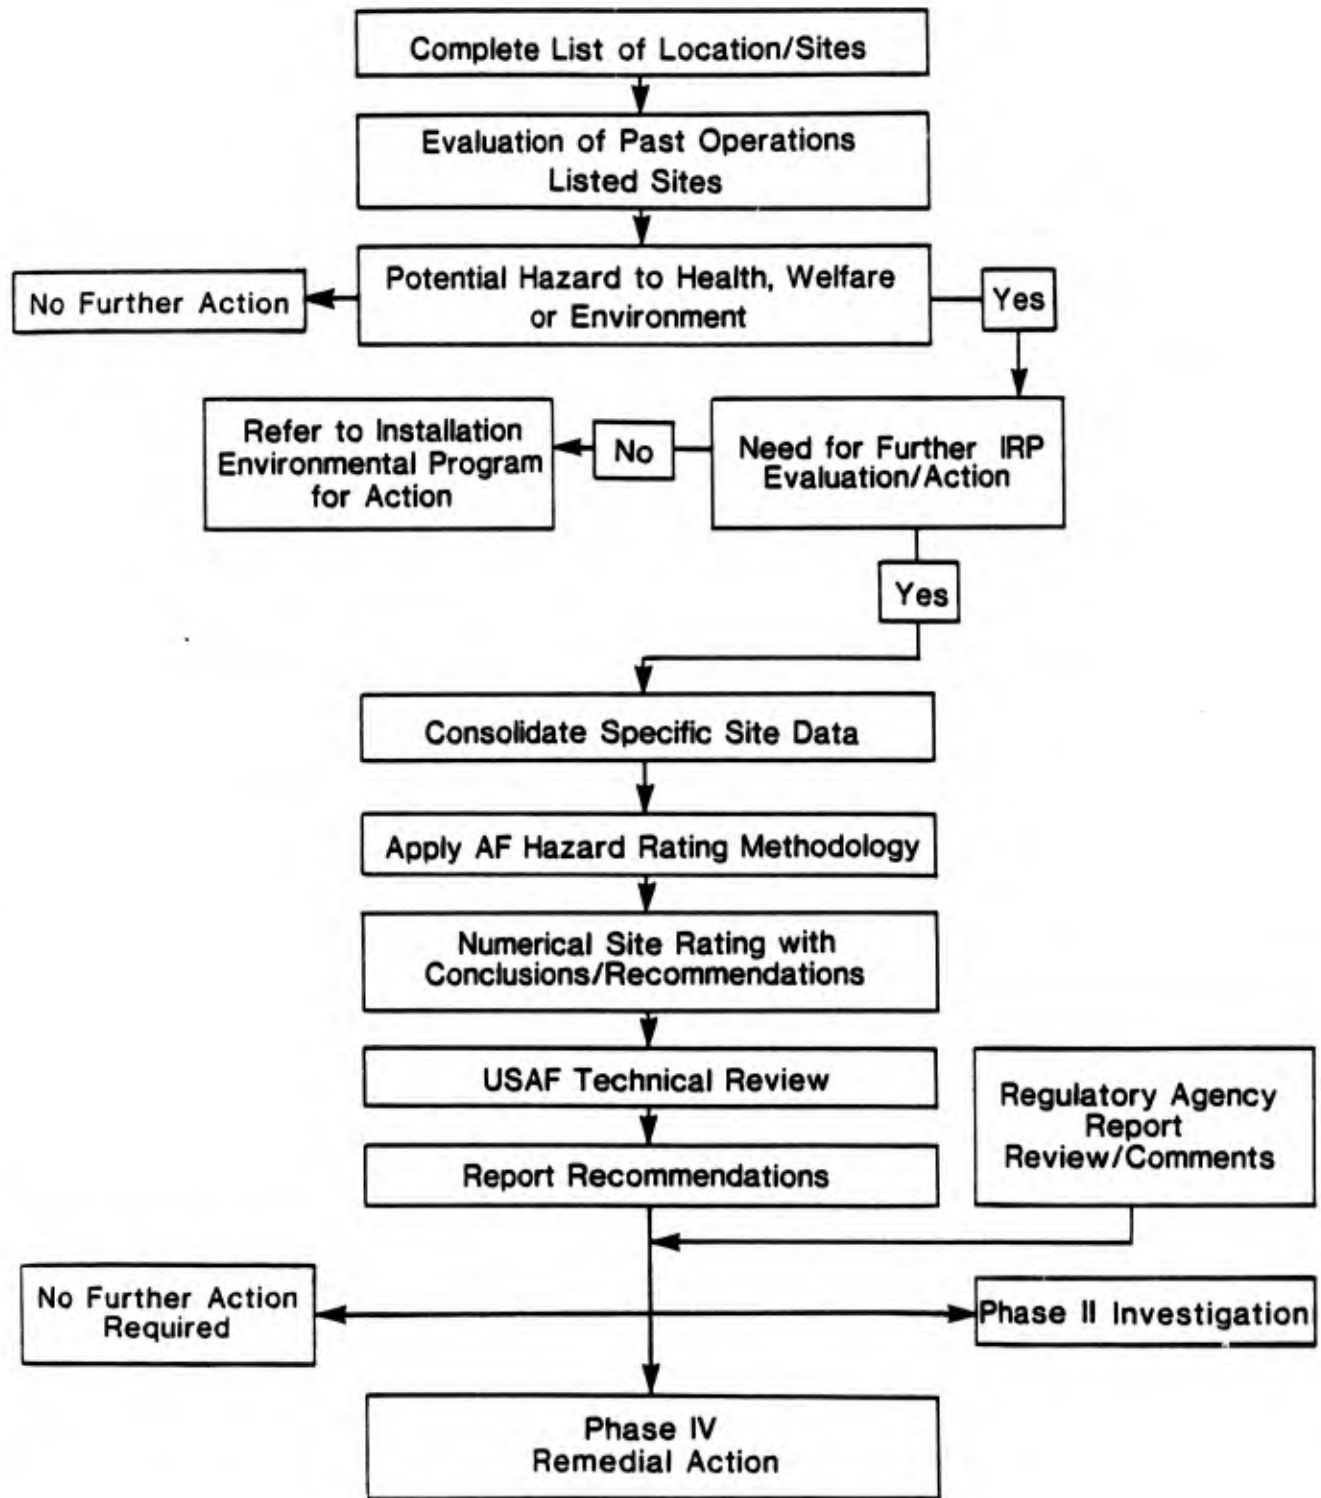 Complete List of Location/Sites
Evaluation of Past Operations
Listed Sites
Potential Hazard to Health, Welfare
or Environment
No Further Action
Yes
Refer to Installation
Environmental Program
for Action
No
Need for Further IRP
Evaluation/Action
Yes
Consolidate Specific Site Data
Apply AF Hazard Rating Methodology
Numerical Site Rating with
Conclusions/Recommendations
USAF Technical Review
Regulatory Agency
Report
Review/Comments
Report Recommendations
No Further Action
Required
Phase II Investigation
Phase IV
Remedial Action